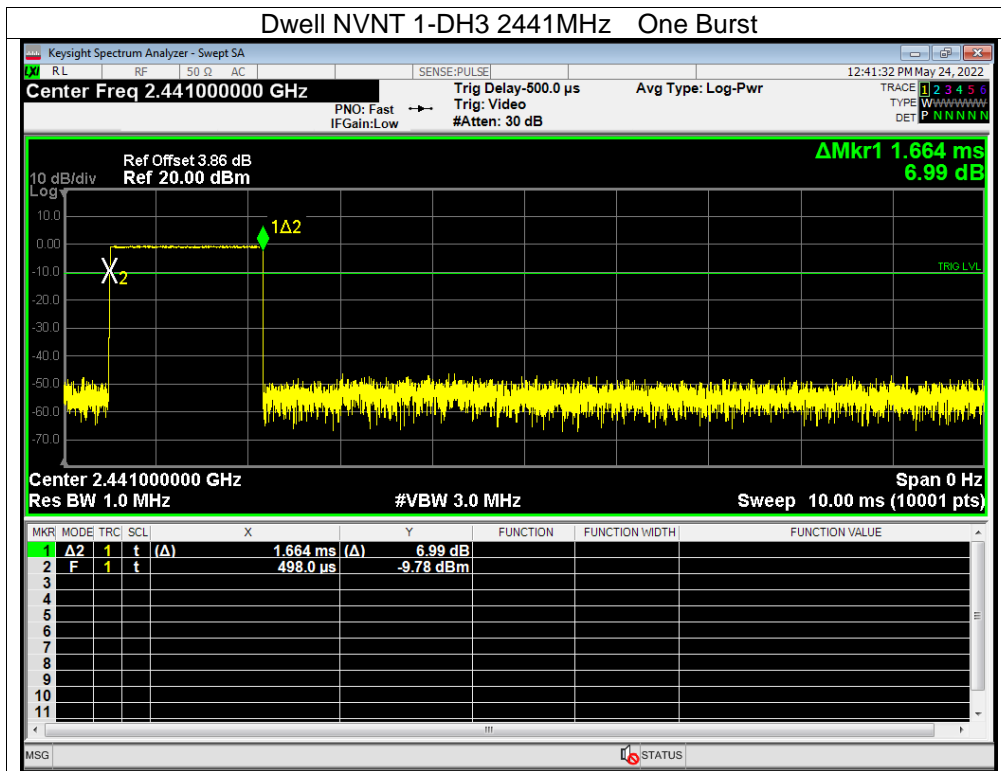 Dwell NVNT 1-DH3 2441MHz One Burst
Keysight Spectrum Analyzer - Swept SA
LXI RL RF 50 Ω AC SENSE:PULSE 12:41:32 PM May 24, 2022
Center Freq 2.441000000 GHz
PNO: Fast
IFGain:Low
Trig Delay-500.0 µs
Trig: Video
#Atten: 30 dB
Avg Type: Log-Pwr
TRACE 1 2 3 4 5 6
TYPE WWWWWW
DET P N N N N N
ΔMkr1 1.664 ms
6.99 dB
Ref Offset 3.86 dB
10 dB/div Ref 20.00 dBm
Log
10.0
1Δ2
0.00
-10.0
2
TRIG LVL
-20.0
-30.0
-40.0
-50.0
-60.0
-70.0
Center 2.441000000 GHz Span 0 Hz
Res BW 1.0 MHz #VBW 3.0 MHz Sweep 10.00 ms (10001 pts)
MKR MODE TRC SCL X Y FUNCTION FUNCTION WIDTH FUNCTION VALUE
1 Δ2 1 t (Δ) 1.664 ms (Δ) 6.99 dB
2 F 1 t 498.0 µs -9.78 dBm
3
4
5
6
7
8
9
10
11
MSG STATUS